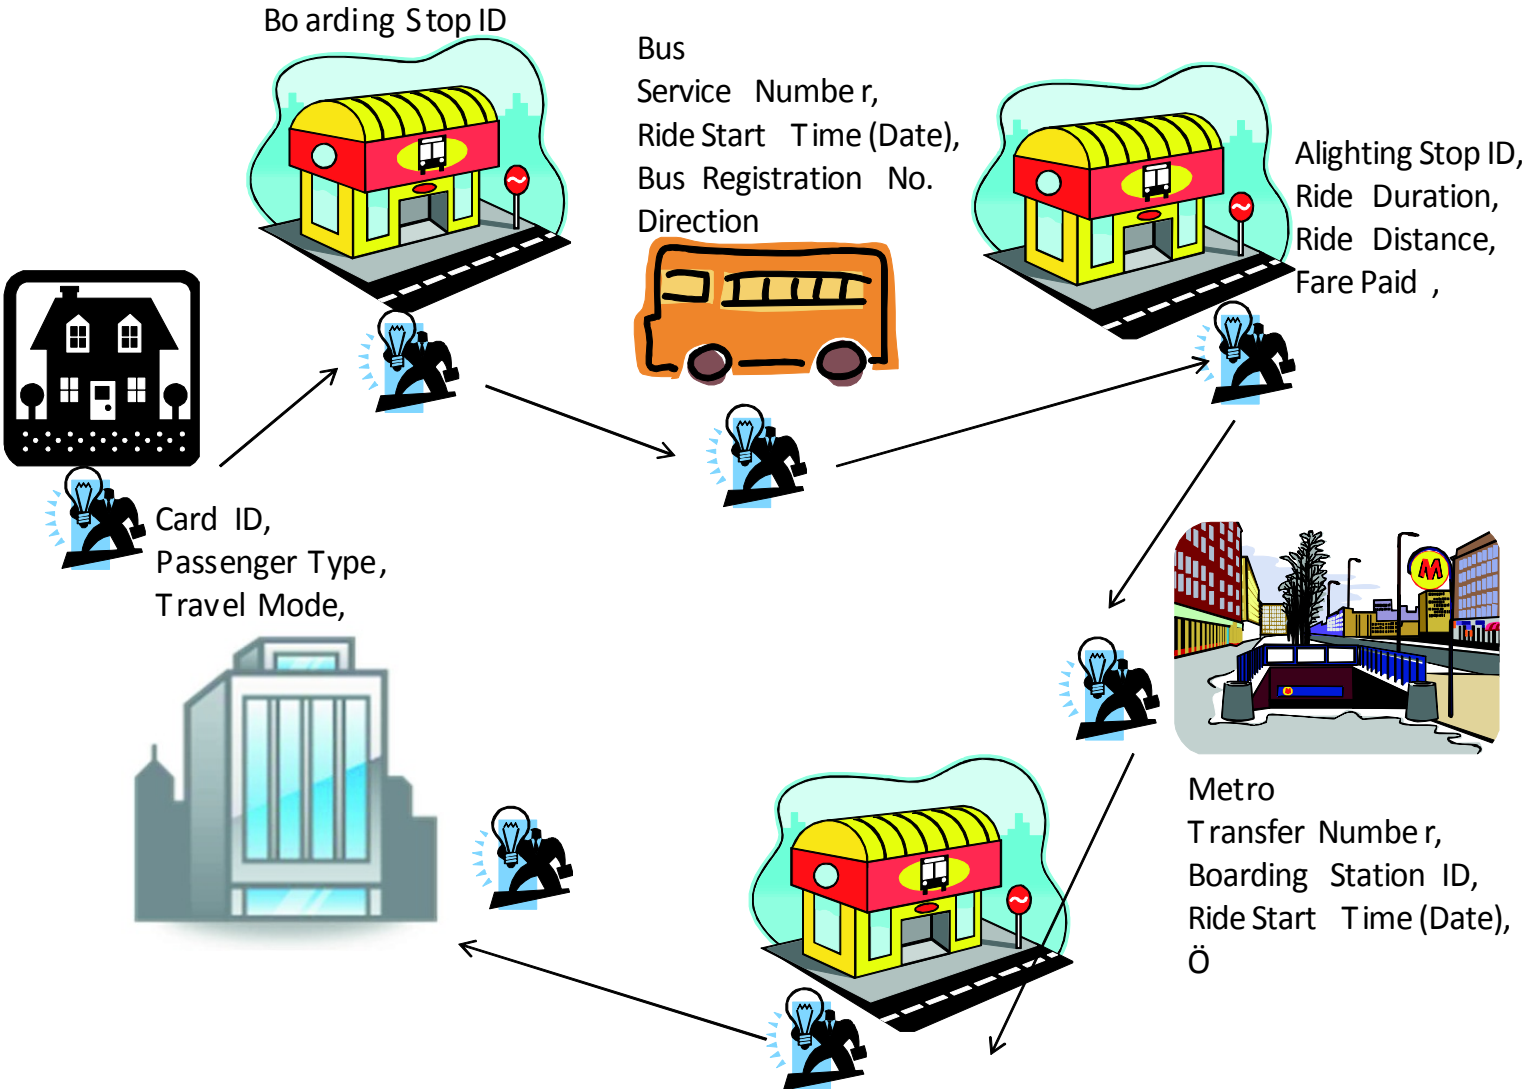 Boarding Stop ID
Bus
Service Number,
Ride Start Time (Date),
Bus Registration No.
Direction
Alighting Stop ID,
Ride Duration,
Ride Distance,
Fare Paid ,
Card ID,
Passenger Type,
Travel Mode,
M
Metro
Transfer Number,
Boarding Station ID,
Ride Start Time (Date),
Ö